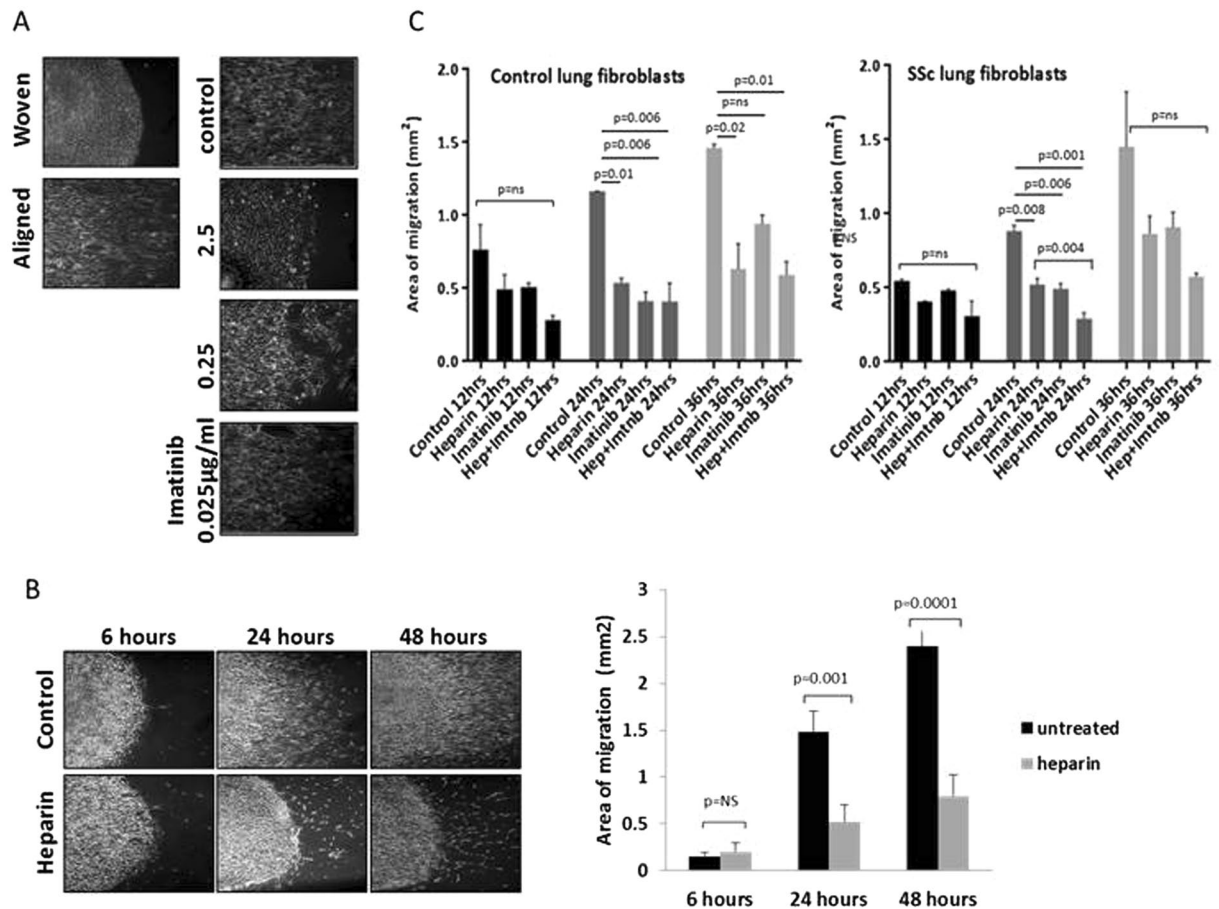 A
Woven
Aligned
control
2.5
0.25
Imatinib
0.025µg/ml
C
Control lung fibroblasts
Area of migration (mm²)
2.0
1.5
1.0
0.5
0.0
p=ns
p=0.006
p=0.006
p=0.01
p=0.01
p=ns
p=0.02
Control 12hrs
Heparin 12hrs
Imatinib 12hrs
Hep+Imtnb 12hrs
Control 24hrs
Heparin 24hrs
Imatinib 24hrs
Hep+Imtnb 24hrs
Control 36hrs
Heparin 36hrs
Imatinib 36hrs
Hep+Imtnb 36hrs
SSc lung fibroblasts
Area of migration (mm²)
2.0
1.5
1.0
0.5
0.0
p=ns
p=0.001
p=0.006
p=0.008
p=0.004
p=ns
Control 12hrs
Heparin 12hrs
Imatinib 12hrs
Hep+Imtnb 12hrs
Control 24hrs
Heparin 24hrs
Imatinib 24hrs
Hep+Imtnb 24hrs
Control 36hrs
Heparin 36hrs
Imatinib 36hrs
Hep+Imtnb 36hrs
B
6 hours
24 hours
48 hours
Control
Heparin
Area of migration (mm2)
3
2.5
2
1.5
1
0.5
0
p=NS
p=0.001
p=0.0001
6 hours
24 hours
48 hours
untreated
heparin